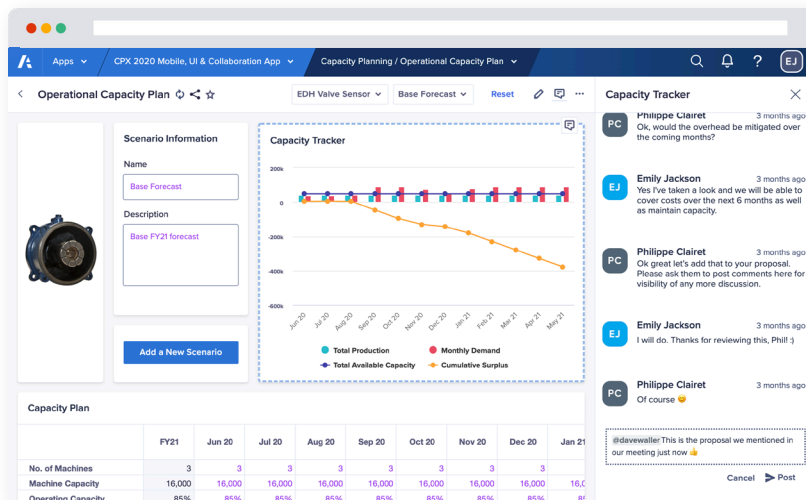 Apps
CPX 2020 Mobile, UI & Collaboration App
Capacity Planning / Operational Capacity Plan
?
EJ
Operational Capacity Plan
EDH Valve Sensor
Base Forecast
Reset
Scenario Information
Name
Base Forecast
Description
Base FY21 forecast
Add a New Scenario
Capacity Tracker
200k
0
-200k
-400k
-600k
Jun 20 Jul 20 Aug 20 Sep 20 Oct 20 Nov 20 Dec 20 Jan 21 Feb 21 Mar 21 Apr 21 May 21
Total Production Monthly Demand
Total Available Capacity Cumulative Surplus
Capacity Plan
FY21 Jun 20 Jul 20 Aug 20 Sep 20 Oct 20 Nov 20 Dec 20 Jan 21
No. of Machines 3 3 3 3 3 3 3 3
Machine Capacity 16,000 16,000 16,000 16,000 16,000 16,000 16,000 16,000 16,0
Operating Capacity 85% 85% 85% 85% 85% 85% 85% 85%
Capacity Tracker
PC
Philippe Clairet 3 months ago
Ok, would the overhead be mitigated over
the coming months?
EJ
Emily Jackson 3 months ago
Yes I've taken a look and we will be able to
cover costs over the next 6 months as well
as maintain capacity.
PC
Philippe Clairet 3 months ago
Ok great let's add that to your proposal.
Please ask them to post comments here for
visibility of any more discussion.
EJ
Emily Jackson 3 months ago
I will do. Thanks for reviewing this, Phil! :)
PC
Philippe Clairet 3 months ago
Of course 😀
@davewaller This is the proposal we mentioned in
our meeting just now 👍
Cancel Post